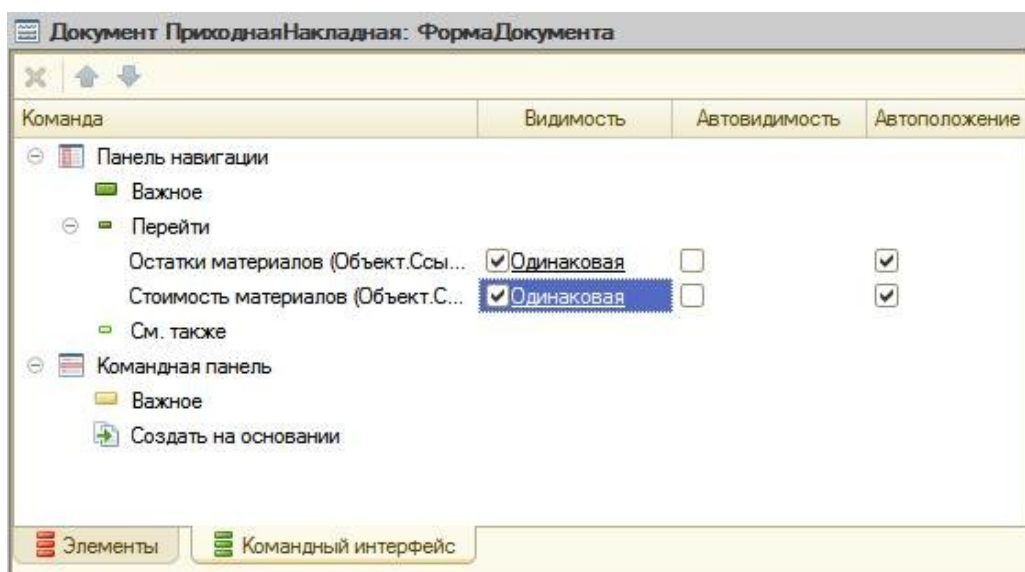 Документ ПриходнаяНакладная: ФормаДокумента
Команда Видимость Автовидимость Автоположение
Панель навигации
Важное
Перейти
Остатки материалов (Объект.Ссы... Одинаковая
Стоимость материалов (Объект.С... Одинаковая
См. также
Командная панель
Важное
Создать на основании
Элементы Командный интерфейс